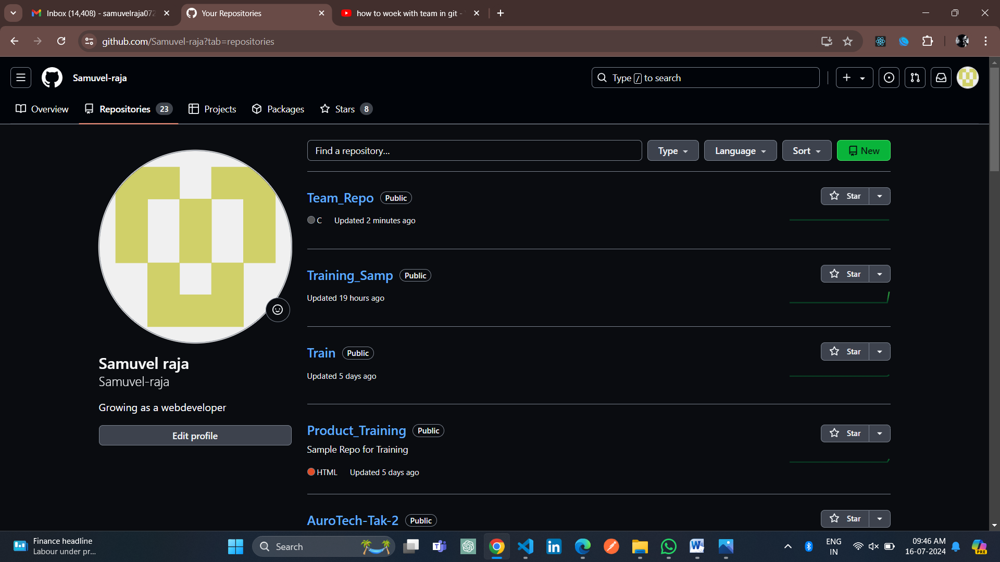 Inbox (14,408) - samuvelraja072
Your Repositories
how to woek with team in git -
github.com/Samuvel-raja?tab=repositories
Samuvel-raja
Type / to search
Overview
Repositories 23
Projects
Packages
Stars 8
Find a repository...
Type
Language
Sort
New
Team_Repo Public
Star
C Updated 2 minutes ago
Training_Samp Public
Star
Updated 19 hours ago
Train Public
Star
Updated 5 days ago
Samuvel raja
Samuvel-raja
Growing as a webdeveloper
Edit profile
Product_Training Public
Star
Sample Repo for Training
HTML Updated 5 days ago
AuroTech-Tak-2 Public
Star
Finance headline
Labour under pr...
Search
ENG
IN
09:46 AM
16-07-2024
PRE